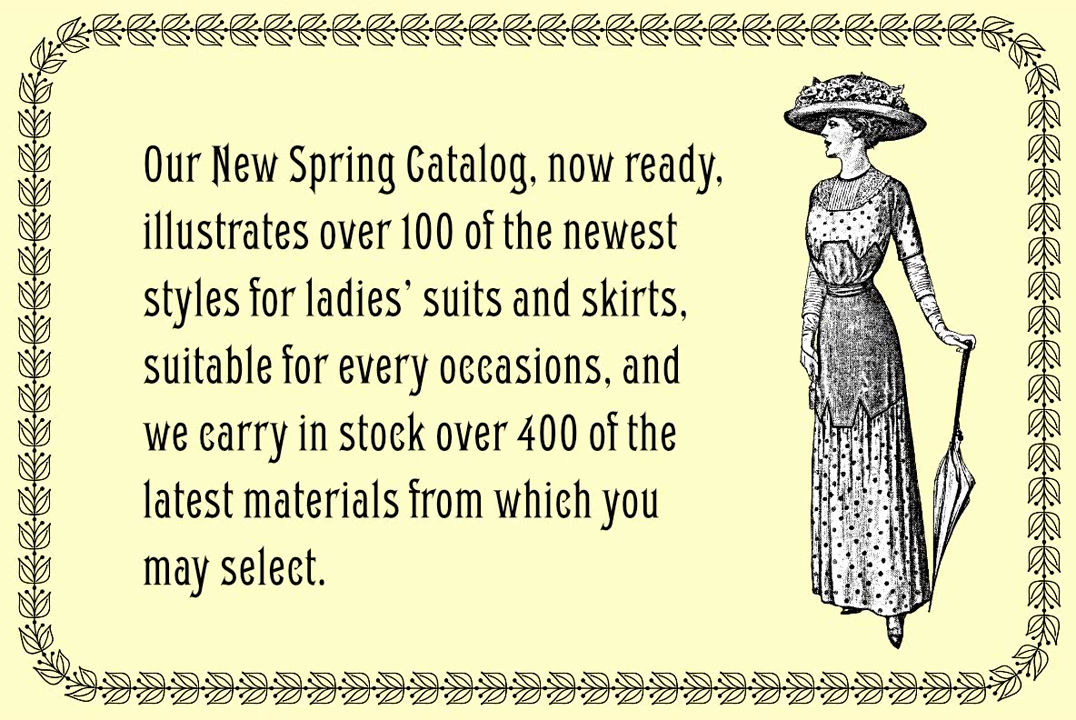 Our New Spring Catalog, now ready,
illustrates over 100 of the newest
styles for ladies’ suits and skirts,
suitable for every occasions, and
we carry in stock over 400 of the
latest materials from which you
may select.